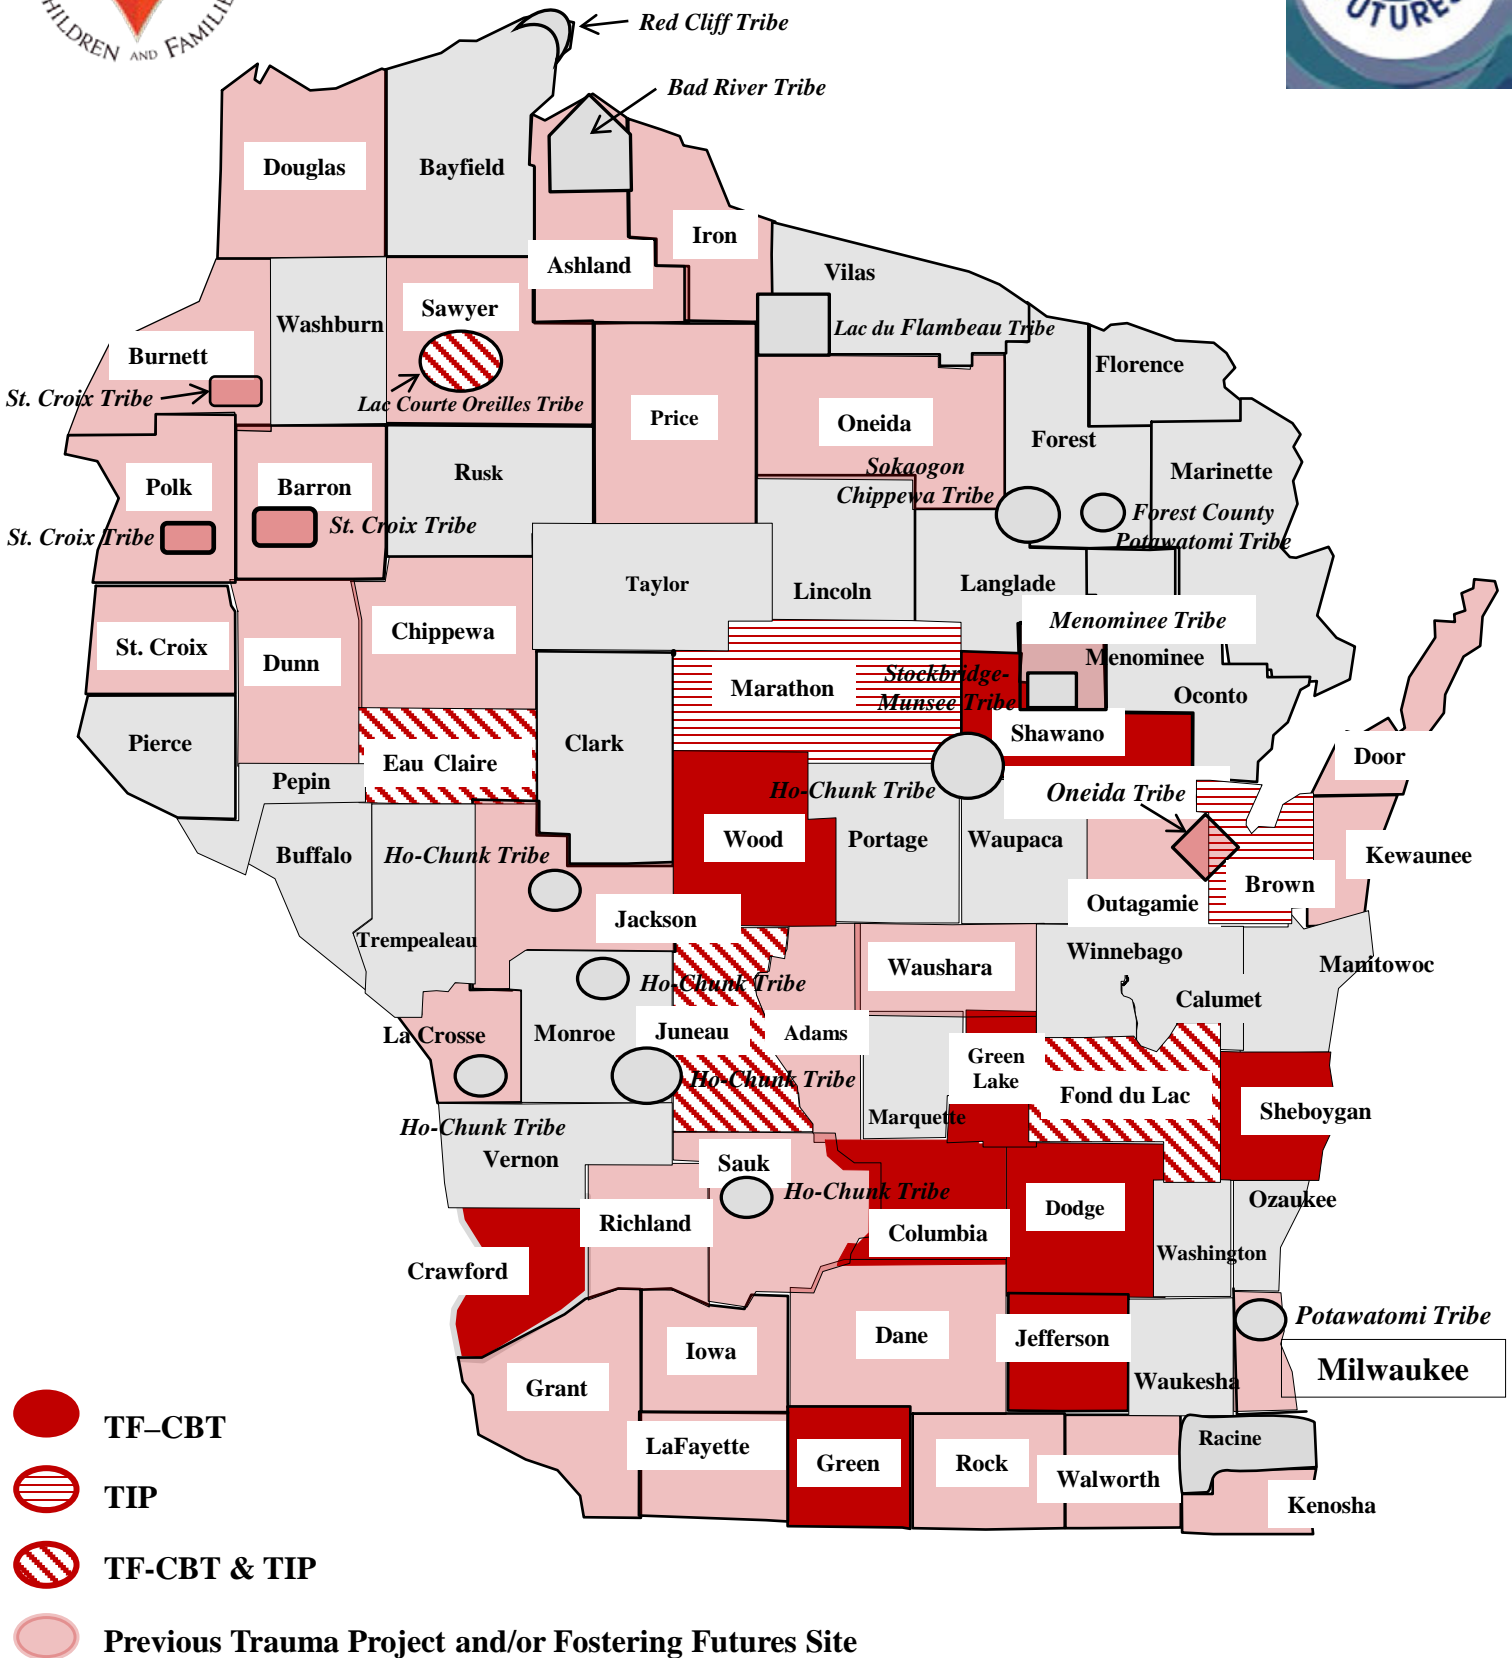 CHILDREN AND FAMILIE
UTURES
Red Cliff Tribe
Bad River Tribe
Douglas
Bayfield
Iron
Ashland
Vilas
Sawyer
Washburn
Lac du Flambeau Tribe
Burnett
Florence
St. Croix Tribe
Lac Courte Oreilles Tribe
Price
Oneida
Forest
Sokaogon
Chippewa Tribe
Marinette
Rusk
Polk
Barron
St. Croix Tribe
St. Croix Tribe
Forest County
Potawatomi Tribe
Taylor
Lincoln
Langlade
Menominee Tribe
Chippewa
St. Croix
Dunn
Menominee
Stockbridge-
Munsee Tribe
Marathon
Oconto
Shawano
Pierce
Clark
Eau Claire
Door
Pepin
Ho-Chunk Tribe
Oneida Tribe
Wood
Portage
Waupaca
Buffalo
Ho-Chunk Tribe
Kewaunee
Brown
Outagamie
Jackson
Trempealeau
Winnebago
Waushara
Manitowoc
Ho-Chunk Tribe
Calumet
La Crosse
Monroe
Juneau
Adams
Green
Lake
Ho-Chunk Tribe
Fond du Lac
Marquette
Sheboygan
Ho-Chunk Tribe
Vernon
Sauk
Ho-Chunk Tribe
Ozaukee
Dodge
Richland
Columbia
Washington
Crawford
Potawatomi Tribe
Dane
Jefferson
Iowa
Milwaukee
Waukesha
Grant
TF–CBT
LaFayette
Racine
Green
Rock
Walworth
TIP
Kenosha
TF-CBT & TIP
Previous Trauma Project and/or Fostering Futures Site